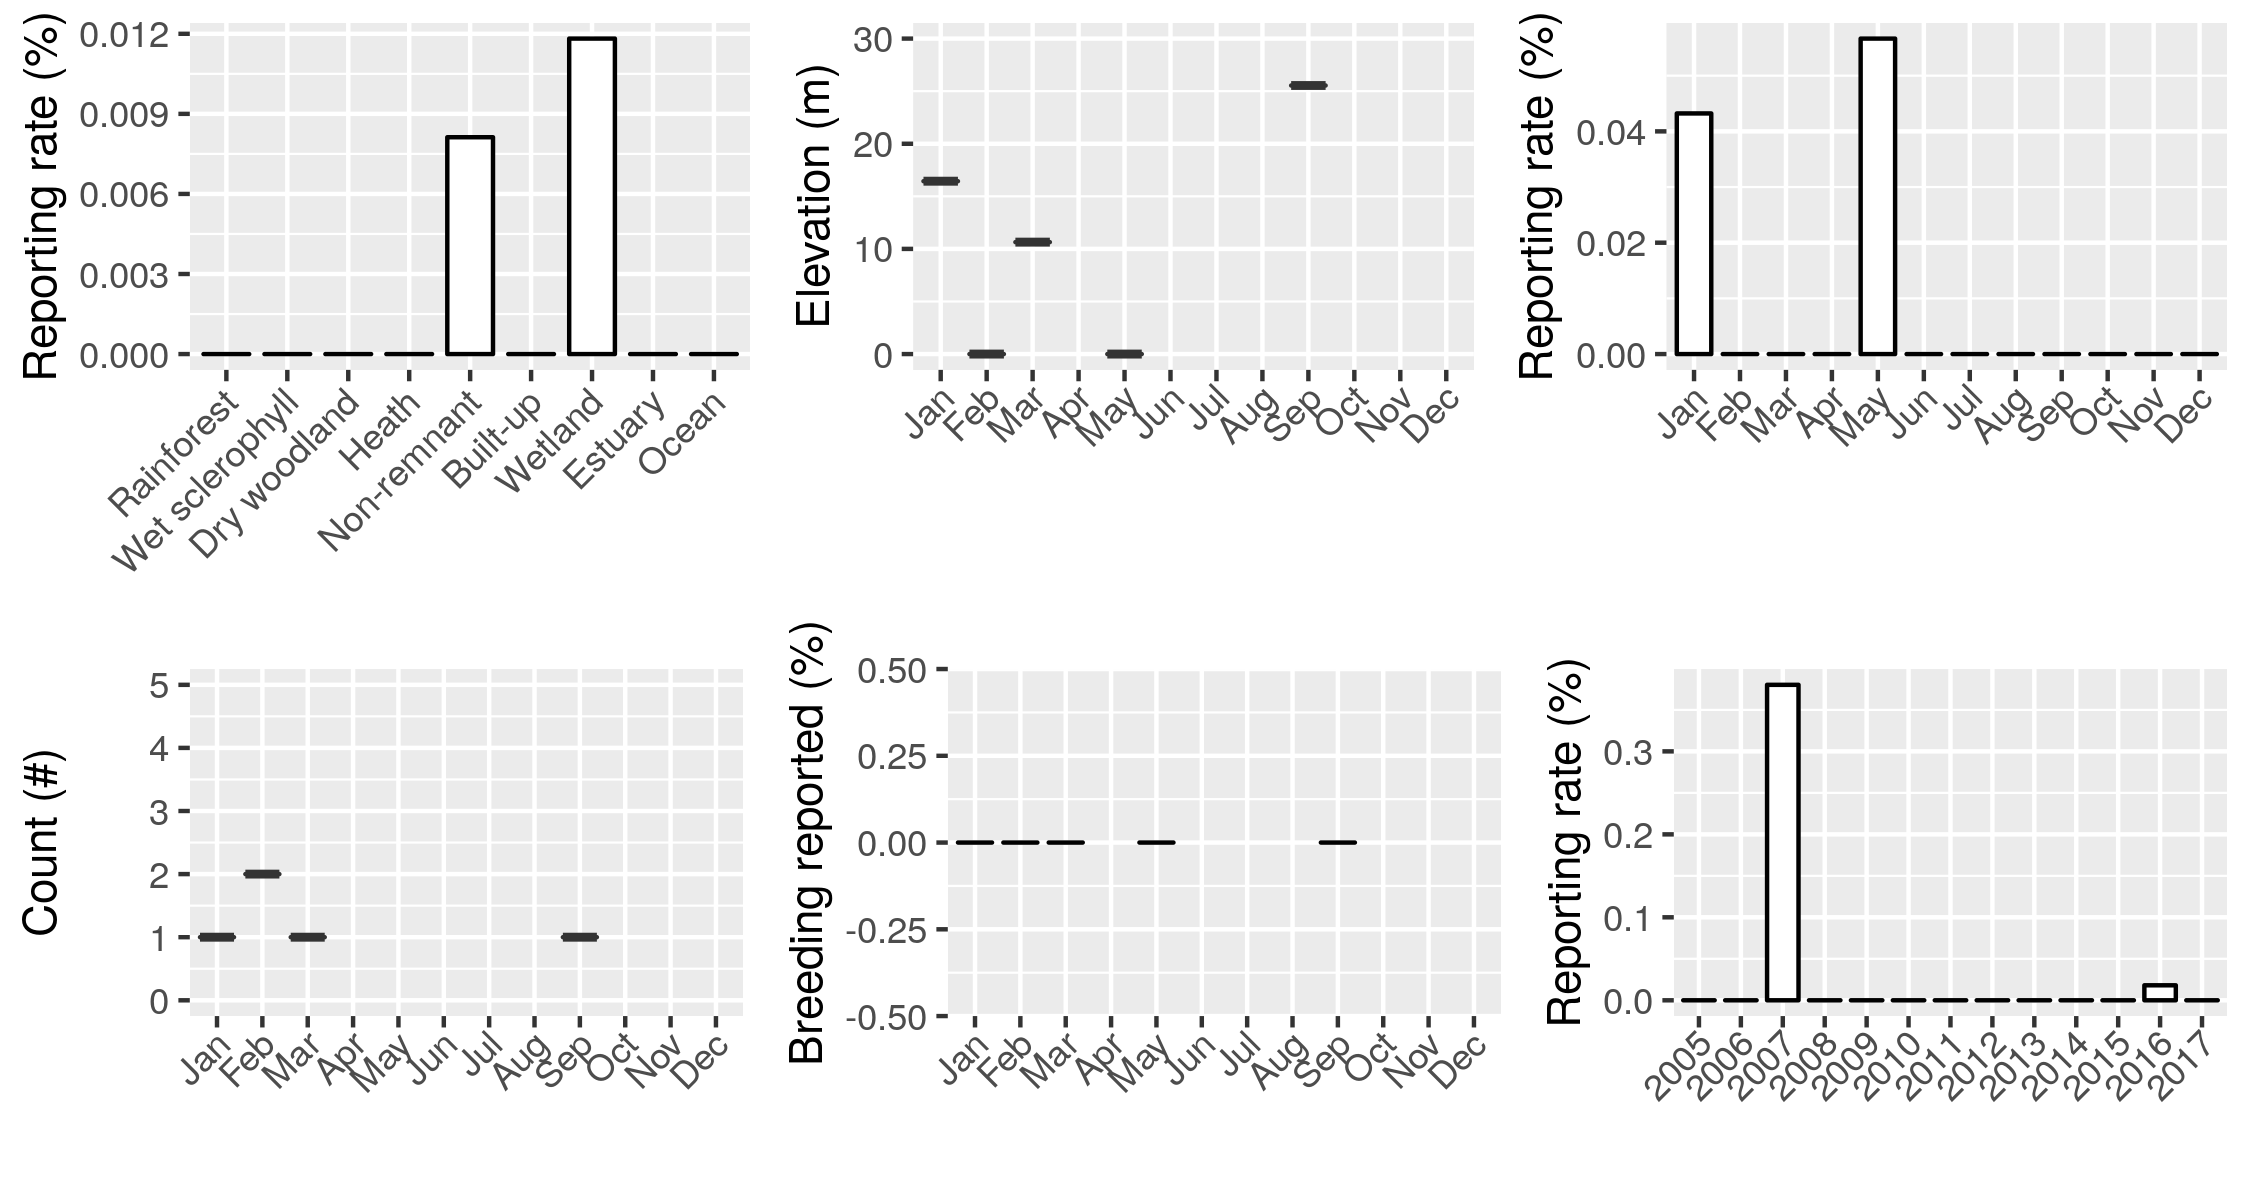 Reporting rate (%)
0.012
0.009
0.006
0.003
0.000
Rainforest
Wet sclerophyll
Dry woodland
Heath
Non-remnant
Built-up
Wetland
Estuary
Ocean
Elevation (m)
30
20
10
0
Jan
Feb
Mar
Apr
May
Jun
Jul
Aug
Sep
Oct
Nov
Dec
Reporting rate (%)
0.04
0.02
0.00
Jan
Feb
Mar
Apr
May
Jun
Jul
Aug
Sep
Oct
Nov
Dec
Count (#)
5
4
3
2
1
0
Jan
Feb
Mar
Apr
May
Jun
Jul
Aug
Sep
Oct
Nov
Dec
Breeding reported (%)
0.50
0.25
0.00
-0.25
-0.50
Jan
Feb
Mar
Apr
May
Jun
Jul
Aug
Sep
Oct
Nov
Dec
Reporting rate (%)
0.3
0.2
0.1
0.0
2005
2006
2007
2008
2009
2010
2011
2012
2013
2014
2015
2016
2017